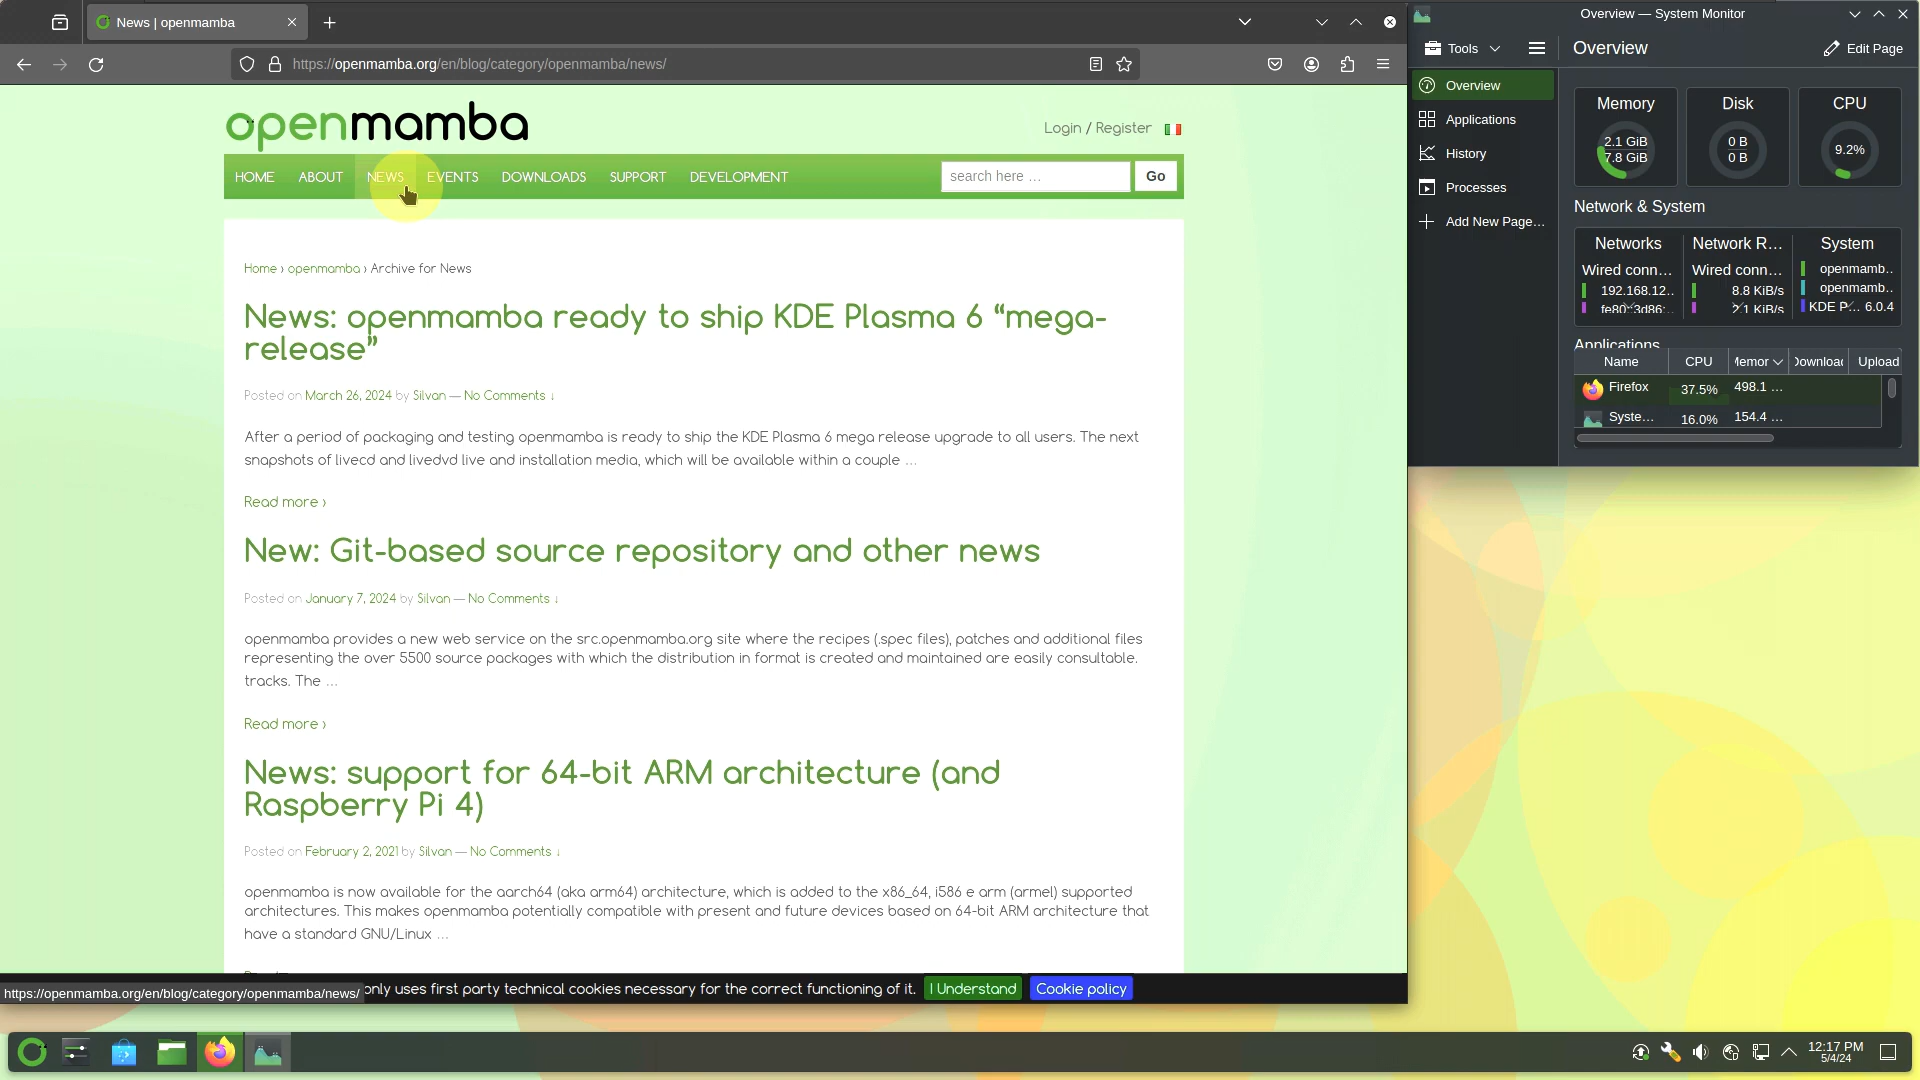 News | openmamba
https://openmamba.org/en/blog/category/openmamba/news/
openmamba
Login / Register
HOME ABOUT NEWS EVENTS DOWNLOADS SUPPORT DEVELOPMENT
search here ...
Go
Home › openmamba › Archive for News
News: openmamba ready to ship KDE Plasma 6 “mega-
release”
Posted on March 26, 2024 by Silvan — No Comments ↓
After a period of packaging and testing openmamba is ready to ship the KDE Plasma 6 mega release upgrade to all users. The next
snapshots of livecd and livedvd live and installation media, which will be available within a couple …
Read more ›
New: Git-based source repository and other news
Posted on January 7, 2024 by Silvan — No Comments ↓
openmamba provides a new web service on the src.openmamba.org site where the recipes (.spec files), patches and additional files
representing the over 5500 source packages with which the distribution in format is created and maintained are easily consultable.
tracks. The …
Read more ›
News: support for 64-bit ARM architecture (and
Raspberry Pi 4)
Posted on February 2, 2021 by Silvan — No Comments ↓
openmamba is now available for the aarch64 (aka arm64) architecture, which is added to the x86_64, i586 e arm (armel) supported
architectures. This makes openmamba potentially compatible with present and future devices based on 64-bit ARM architecture that
have a standard GNU/Linux …
https://openmamba.org/en/blog/category/openmamba/news/
only uses first party technical cookies necessary for the correct functioning of it.
I Understand
Cookie policy
Overview — System Monitor
Tools
Overview
Edit Page
Overview
Applications
History
Processes
Add New Page...
Memory
2.1 GiB
7.8 GiB
Disk
0 B
0 B
CPU
9.2%
Network & System
Networks
Wired conn...
192.168.12..
fe80::3d86:..
Network R...
Wired conn...
8.8 KiB/s
2.1 KiB/s
System
openmamb..
openmamb..
KDE P... 6.0.4
Applications
Name CPU Memor Downloac Upload
Firefox 37.5% 498.1 ...
Syste... 16.0% 154.4 ...
12:17 PM
5/4/24